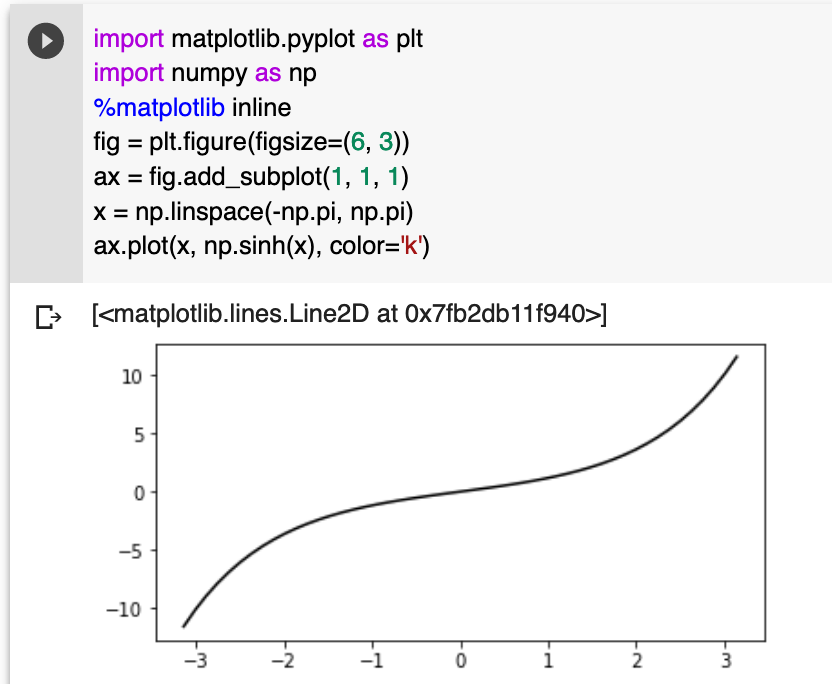 import matplotlib.pyplot as plt
import numpy as np
%matplotlib inline
fig = plt.figure(figsize=(6, 3))
ax = fig.add_subplot(1, 1, 1)
x = np.linspace(-np.pi, np.pi)
ax.plot(x, np.sinh(x), color='k')
[<matplotlib.lines.Line2D at 0x7fb2db11f940>]
10
5
0
−5
−10
−3 −2 −1 0 1 2 3